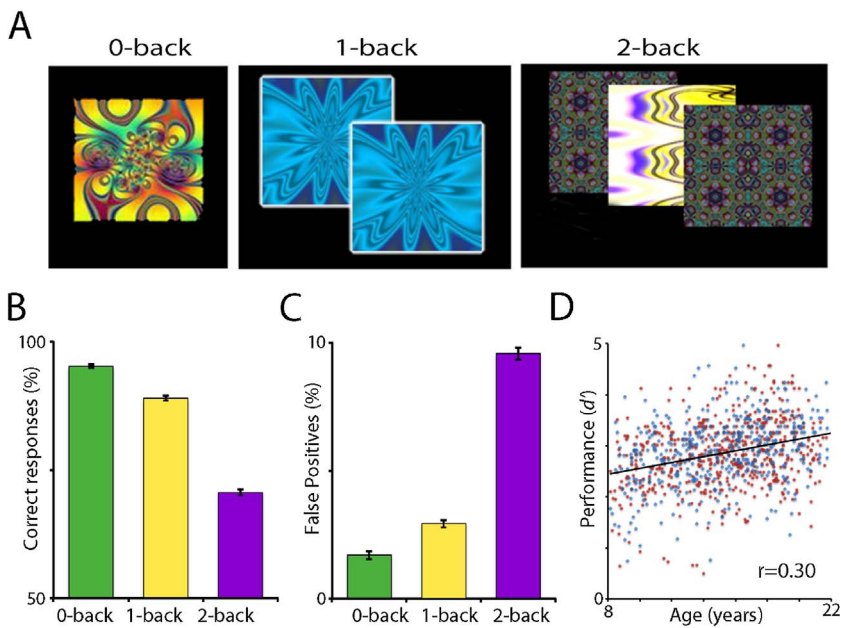 A
0-back
1-back
2-back
B
100
Correct responses (%)
50
0-back
1-back
2-back
C
10
False Positives (%)
0
0-back
1-back
2-back
D
5
Performance (d′)
0
r=0.30
8
Age (years)
22